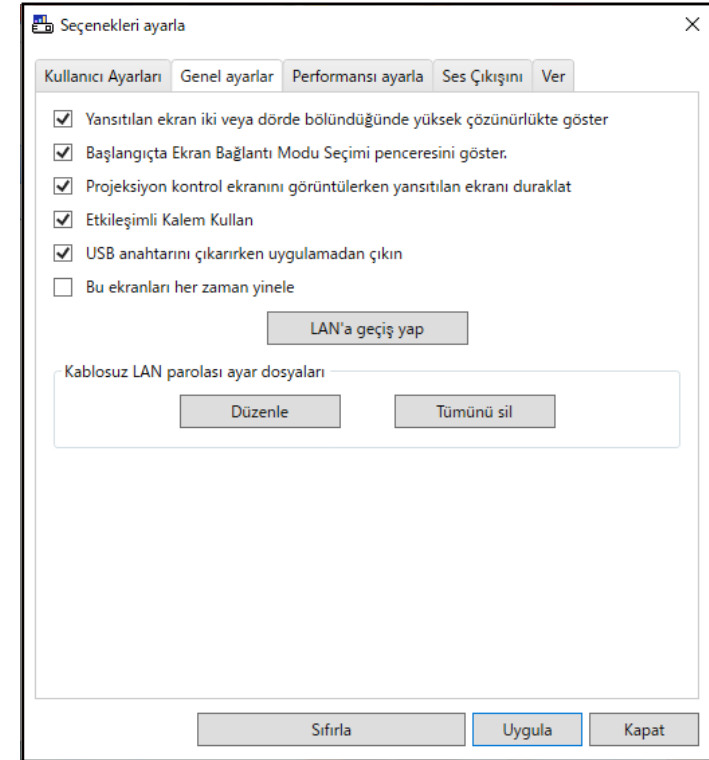 Seçenekleri ayarla
Kullanıcı Ayarları Genel ayarlar Performansı ayarla Ses Çıkışını Ver
Yansıtılan ekran iki veya dörde bölündüğünde yüksek çözünürlükte göster
Başlangıçta Ekran Bağlantı Modu Seçimi penceresini göster.
Projeksiyon kontrol ekranını görüntülerken yansıtılan ekranı duraklat
Etkileşimli Kalem Kullan
USB anahtarını çıkarırken uygulamadan çıkın
Bu ekranları her zaman yinele
LAN'a geçiş yap
Kablosuz LAN parolası ayar dosyaları
Düzenle Tümünü sil
Sıfırla Uygula Kapat